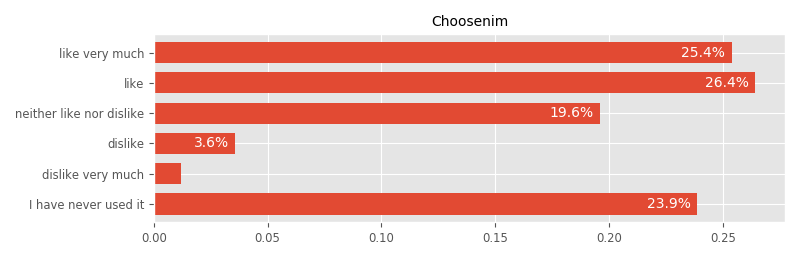 Choosenim
like very much 25.4%
like 26.4%
neither like nor dislike 19.6%
dislike 3.6%
dislike very much
I have never used it 23.9%
0.00 0.05 0.10 0.15 0.20 0.25